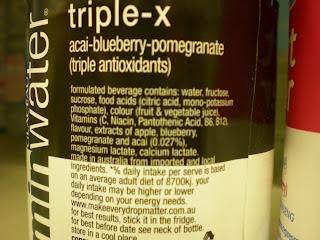 triple-x
acai-blueberry-pomegranate
(triple antioxidants)
formulated beverage contains: water, fructose,
sucrose, food acids (citric acid, mono-potassium
phosphate), colour (fruit & vegetable juice),
Vitamins (C, Niacin, Pantothenic Acid, B6, B12),
flavour, extracts of apple, blueberry,
pomegranate and acai (0.027%),
magnesium lactate, calcium lactate.
made in australia from imported and local
ingredients. *% daily intake per serve is based
on an average adult diet of 8700kj. your
daily intake may be higher or lower
depending on your energy needs.
www.makeeverydropmatter.com.au
for best results, stick it in the fridge.
for best before date see neck of bottle.
store in a cool place.
water®